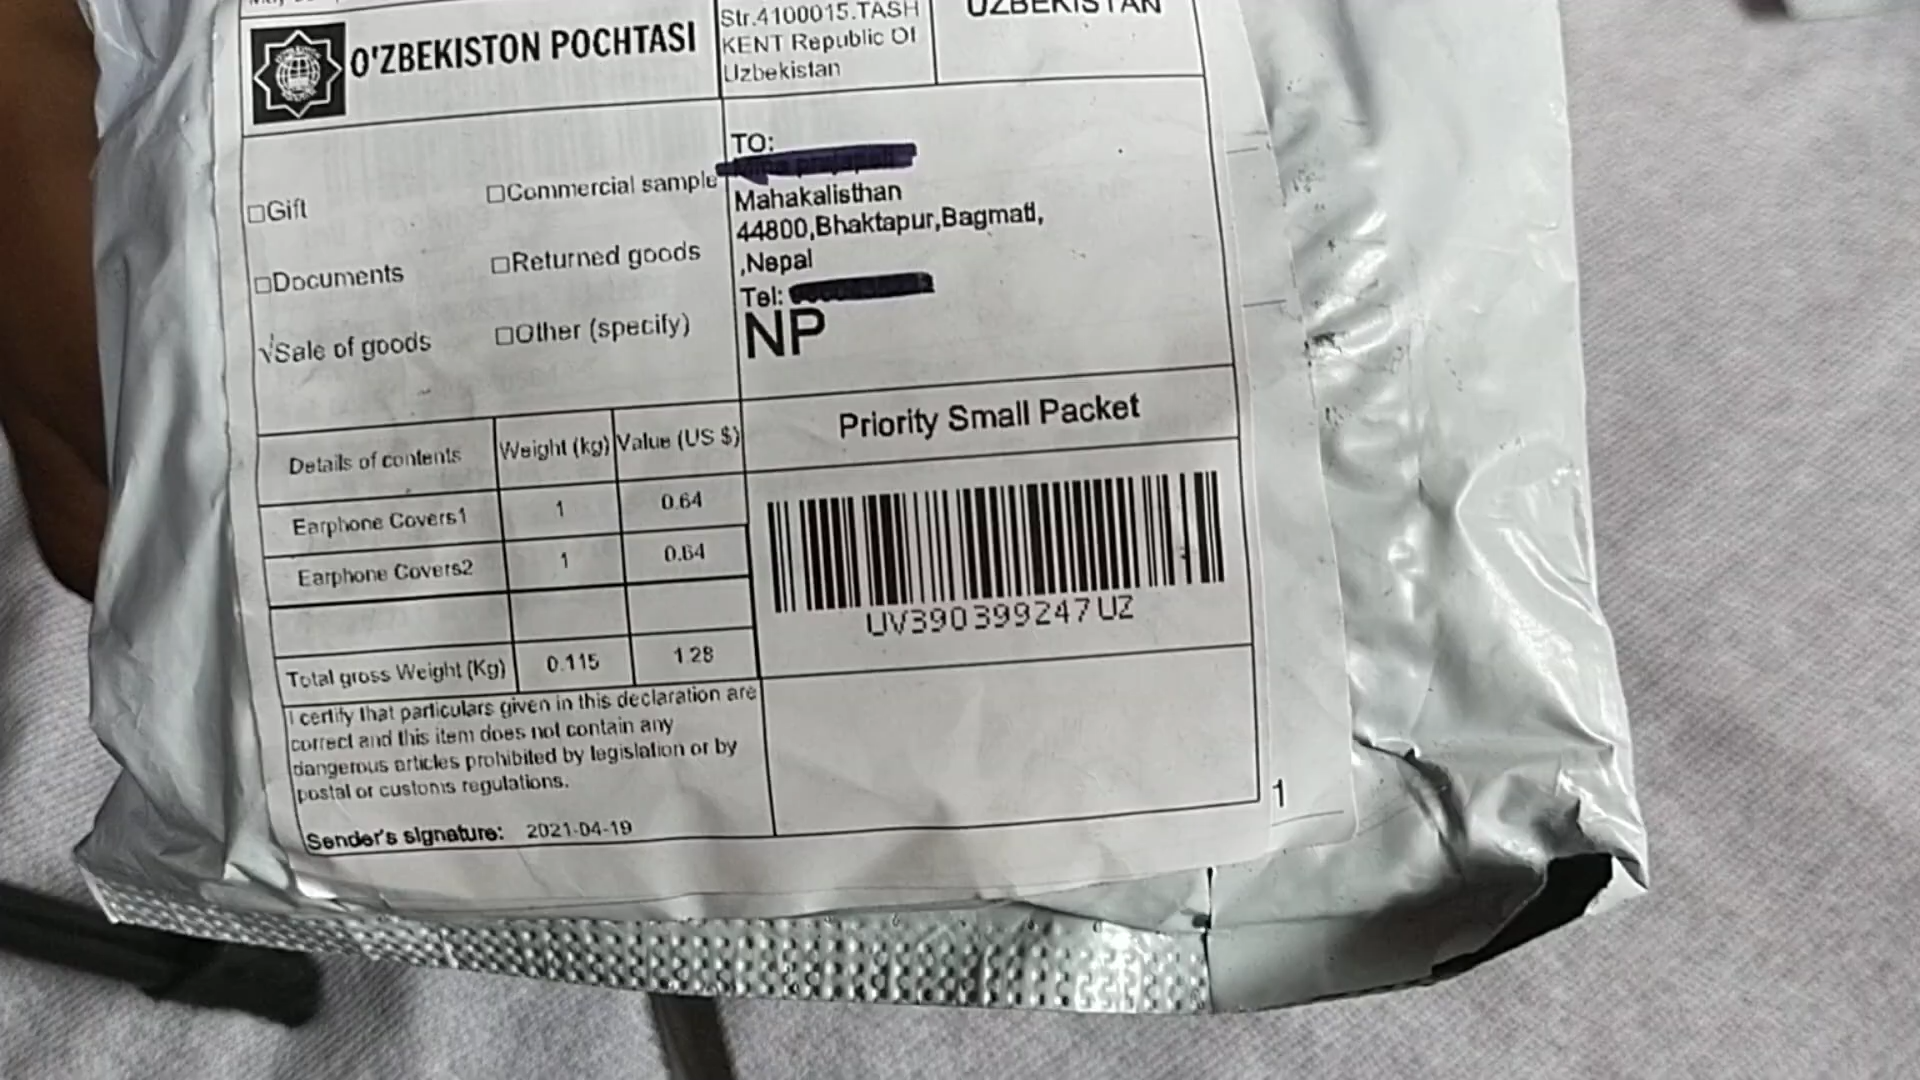 Str.4100015.TASH
KENT Republic Of
Uzbekistan
UZBEKISTAN
O'ZBEKISTON POCHTASI
□Gift
□Commercial sample
□Documents
□Returned goods
√Sale of goods
□Other (specify)
TO:
Mahakalisthan
44800,Bhaktapur,Bagmati,
,Nepal
Tel:
NP
Details of contents Weight (kg) Value (US $)
Earphone Covers1 1 0.64
Earphone Covers2 1 0.64
Total gross Weight (Kg) 0.115 1.28
I certify that particulars given in this declaration are
correct and this item does not contain any
dangerous articles prohibited by legislation or by
postal or customs regulations.
Sender's signature: 2021-04-19
Priority Small Packet
UV390399247UZ
1